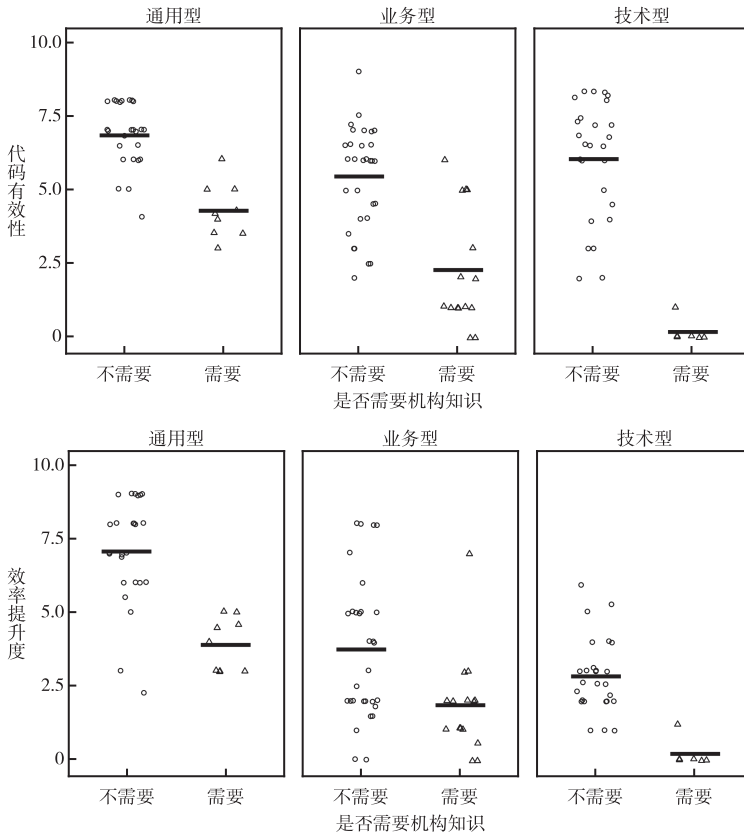 通用型 业务型 技术型
10.0
7.5
5.0
2.5
0
代码有效性
不需要 需要 不需要 需要 不需要 需要
是否需要机构知识
通用型 业务型 技术型
10.0
7.5
5.0
2.5
0
效率提升度
不需要 需要 不需要 需要 不需要 需要
是否需要机构知识